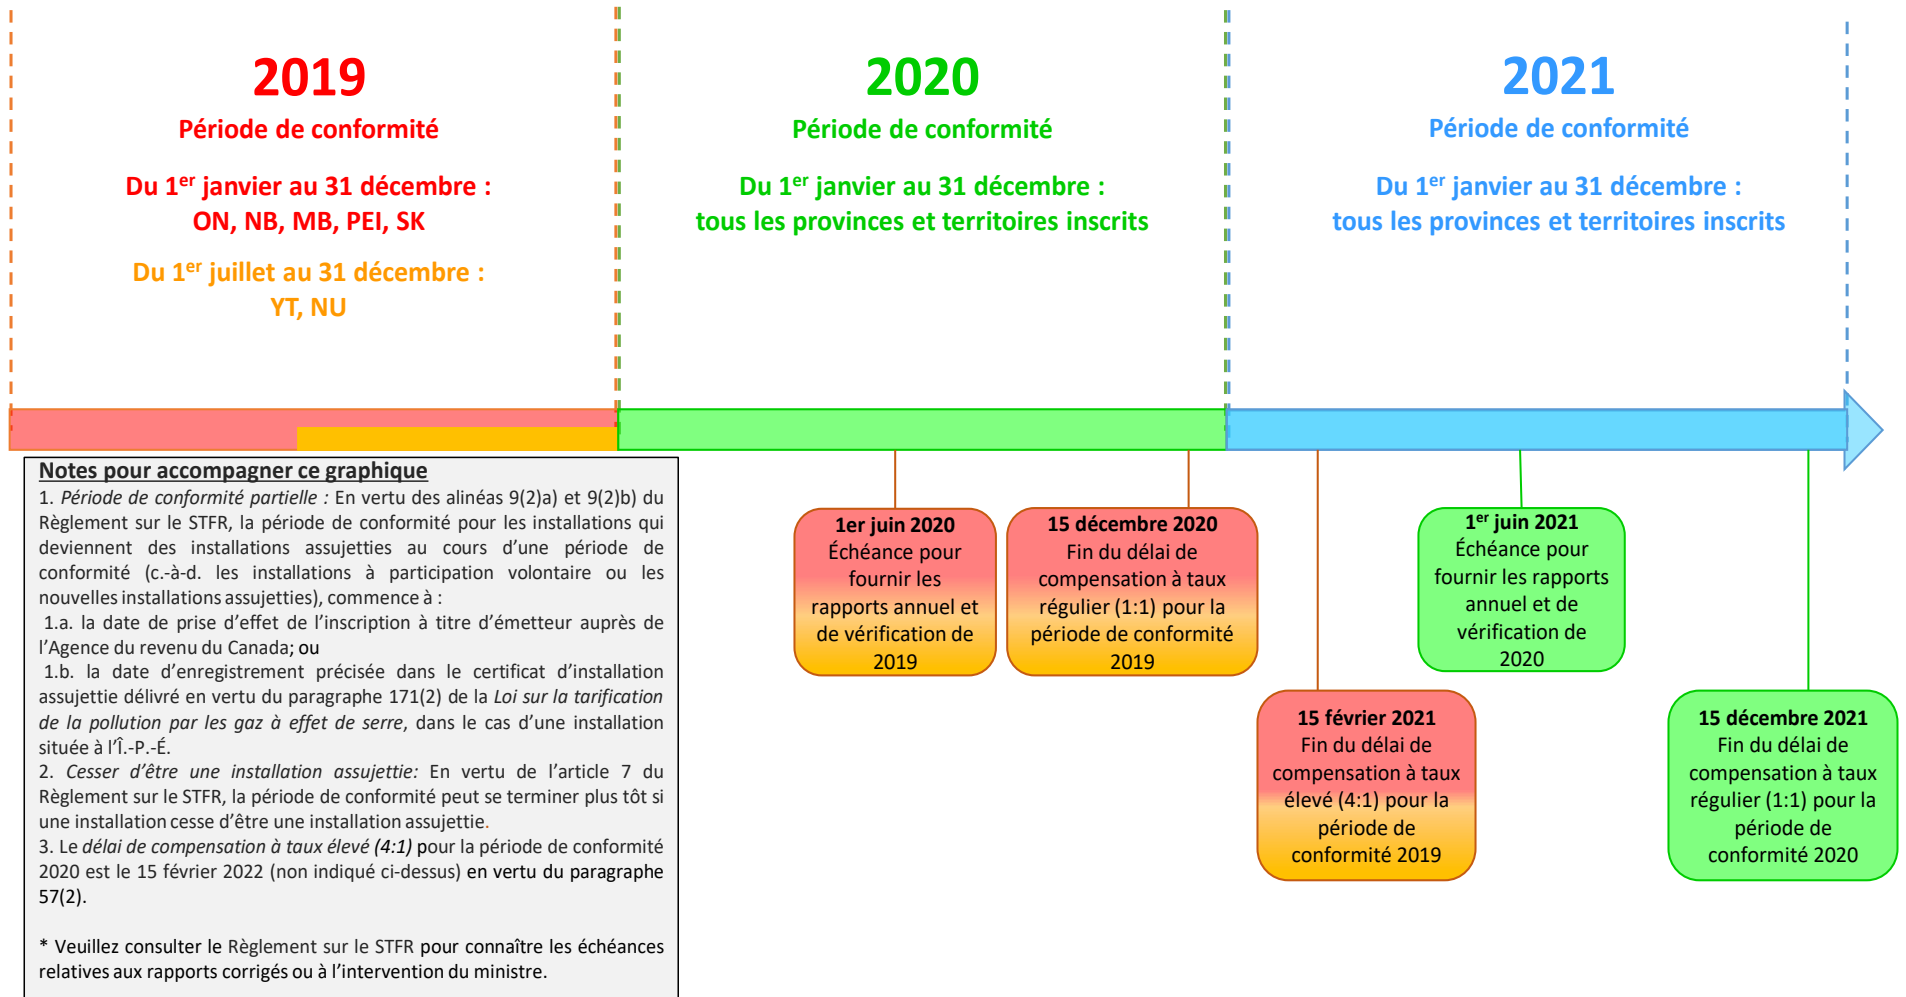 2019
Période de conformité
Du 1er janvier au 31 décembre :
ON, NB, MB, PEI, SK
Du 1er juillet au 31 décembre :
YT, NU
2020
Période de conformité
Du 1er janvier au 31 décembre :
tous les provinces et territoires inscrits
2021
Période de conformité
Du 1er janvier au 31 décembre :
tous les provinces et territoires inscrits
Notes pour accompagner ce graphique
1. Période de conformité partielle : En vertu des alinéas 9(2)a) et 9(2)b) du
Règlement sur le STFR, la période de conformité pour les installations qui
deviennent des installations assujetties au cours d’une période de
conformité (c.-à-d. les installations à participation volontaire ou les
nouvelles installations assujetties), commence à :
1.a. la date de prise d’effet de l’inscription à titre d’émetteur auprès de
l’Agence du revenu du Canada; ou
1.b. la date d’enregistrement précisée dans le certificat d’installation
assujettie délivré en vertu du paragraphe 171(2) de la Loi sur la tarification
de la pollution par les gaz à effet de serre, dans le cas d’une installation
située à l’Î.-P.-É.
2. Cesser d’être une installation assujettie: En vertu de l’article 7 du
Règlement sur le STFR, la période de conformité peut se terminer plus tôt si
une installation cesse d’être une installation assujettie.
3. Le délai de compensation à taux élevé (4:1) pour la période de conformité
2020 est le 15 février 2022 (non indiqué ci-dessus) en vertu du paragraphe
57(2).
* Veuillez consulter le Règlement sur le STFR pour connaître les échéances
relatives aux rapports corrigés ou à l’intervention du ministre.
1er juin 2020
Échéance pour
fournir les
rapports annuel et
de vérification de
2019
15 décembre 2020
Fin du délai de
compensation à taux
régulier (1:1) pour la
période de conformité
2019
15 février 2021
Fin du délai de
compensation à taux
élevé (4:1) pour la
période de
conformité 2019
1er juin 2021
Échéance pour
fournir les rapports
annuel et de
vérification de
2020
15 décembre 2021
Fin du délai de
compensation à taux
régulier (1:1) pour la
période de
conformité 2020